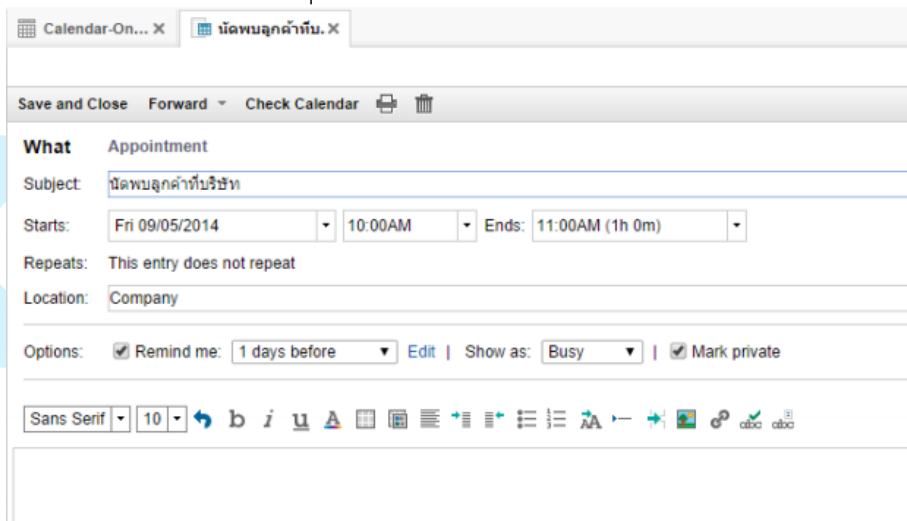 Calendar-On... X นัดพบลูกค้าที่บ. X
Save and Close Forward Check Calendar
What Appointment
Subject: นัดพบลูกค้าที่บริษัท
Starts: Fri 09/05/2014 10:00AM Ends: 11:00AM (1h 0m)
Repeats: This entry does not repeat
Location: Company
Options: Remind me: 1 days before Edit | Show as: Busy | Mark private
Sans Serif 10 b i u A AA abc abc